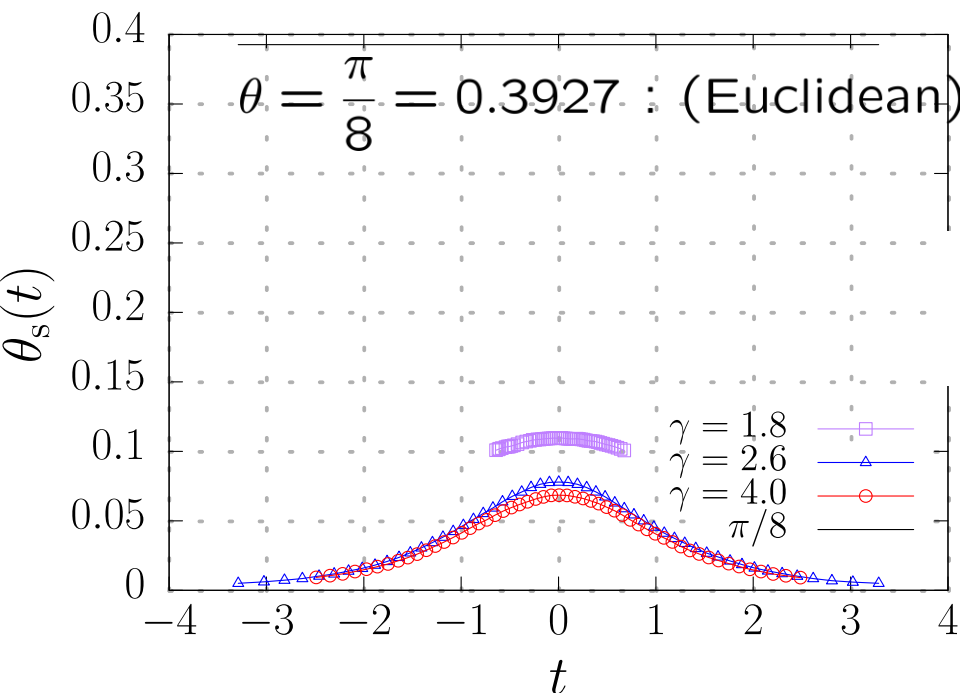 0.4
θ = π/8 = 0.3927 : (Euclidean)
0.35
0.3
0.25
0.2
0.15
0.1
0.05
0
θs(t)
γ = 1.8
γ = 2.6
γ = 4.0
π/8
−4 −3 −2 −1 0 1 2 3 4
t